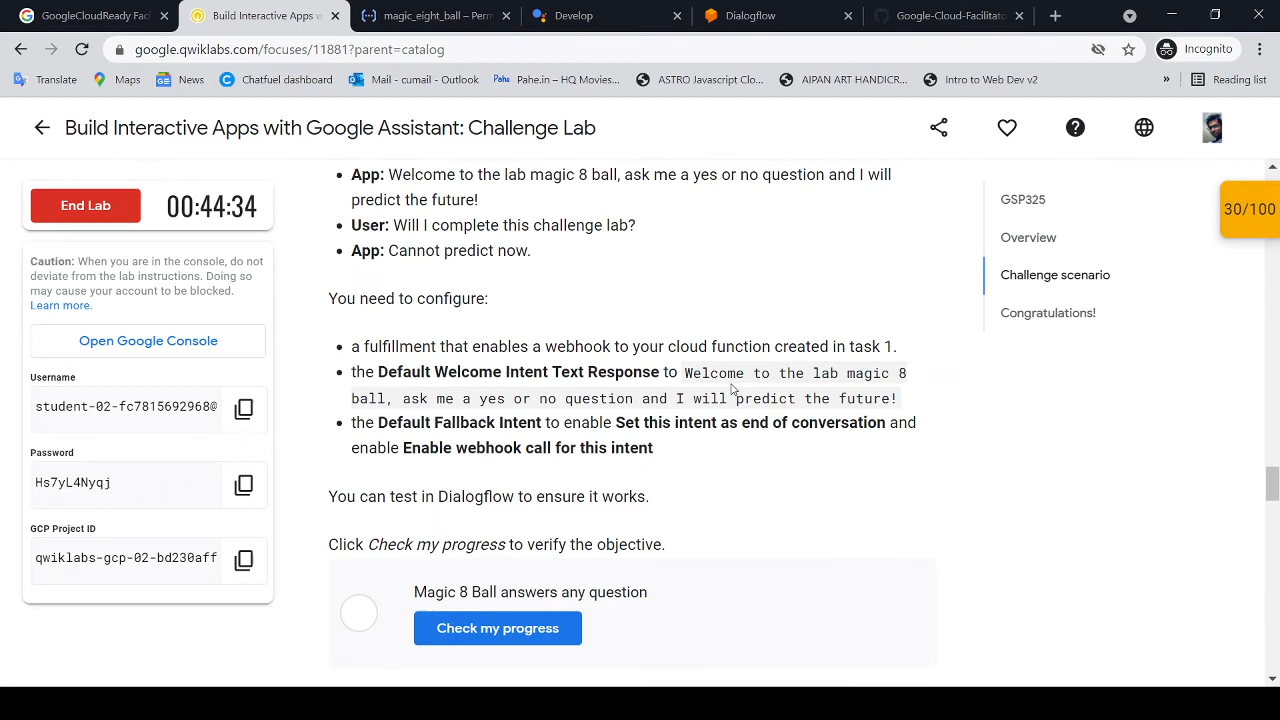 GoogleCloudReady Faci
Build Interactive Apps w
magic_eight_ball – Perm
Develop
Dialogflow
Google-Cloud-Facilitato
google.qwiklabs.com/focuses/11881?parent=catalog
Incognito
Translate
Maps
News
Chatfuel dashboard
Mail - cumail - Outlook
Pahe.in – HQ Movies...
ASTRO Javascript Clo...
AIPAN ART HANDICR...
Intro to Web Dev v2
»
Reading list
Build Interactive Apps with Google Assistant: Challenge Lab
End Lab
00:44:34
Caution: When you are in the console, do not
deviate from the lab instructions. Doing so
may cause your account to be blocked.
Learn more.
Open Google Console
Username
student-02-fc7815692968@
Password
Hs7yL4Nyqj
GCP Project ID
qwiklabs-gcp-02-bd230aff
• App: Welcome to the lab magic 8 ball, ask me a yes or no question and I will
predict the future!
• User: Will I complete this challenge lab?
• App: Cannot predict now.
You need to configure:
• a fulfillment that enables a webhook to your cloud function created in task 1.
• the Default Welcome Intent Text Response to Welcome to the lab magic 8
ball, ask me a yes or no question and I will predict the future!
• the Default Fallback Intent to enable Set this intent as end of conversation and
enable Enable webhook call for this intent
You can test in Dialogflow to ensure it works.
Click Check my progress to verify the objective.
Magic 8 Ball answers any question
Check my progress
GSP325
Overview
Challenge scenario
Congratulations!
30/100